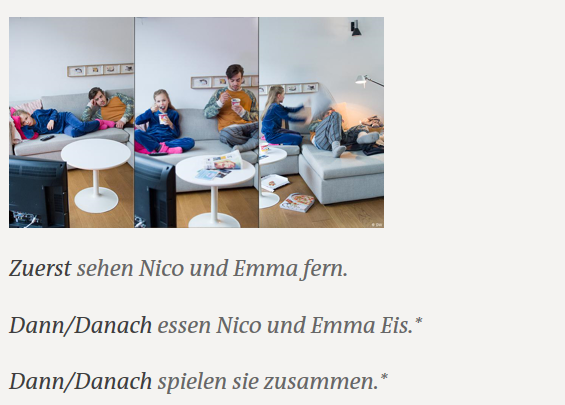 Zuerst sehen Nico und Emma fern.
Dann/Danach essen Nico und Emma Eis.*
Dann/Danach spielen sie zusammen.*